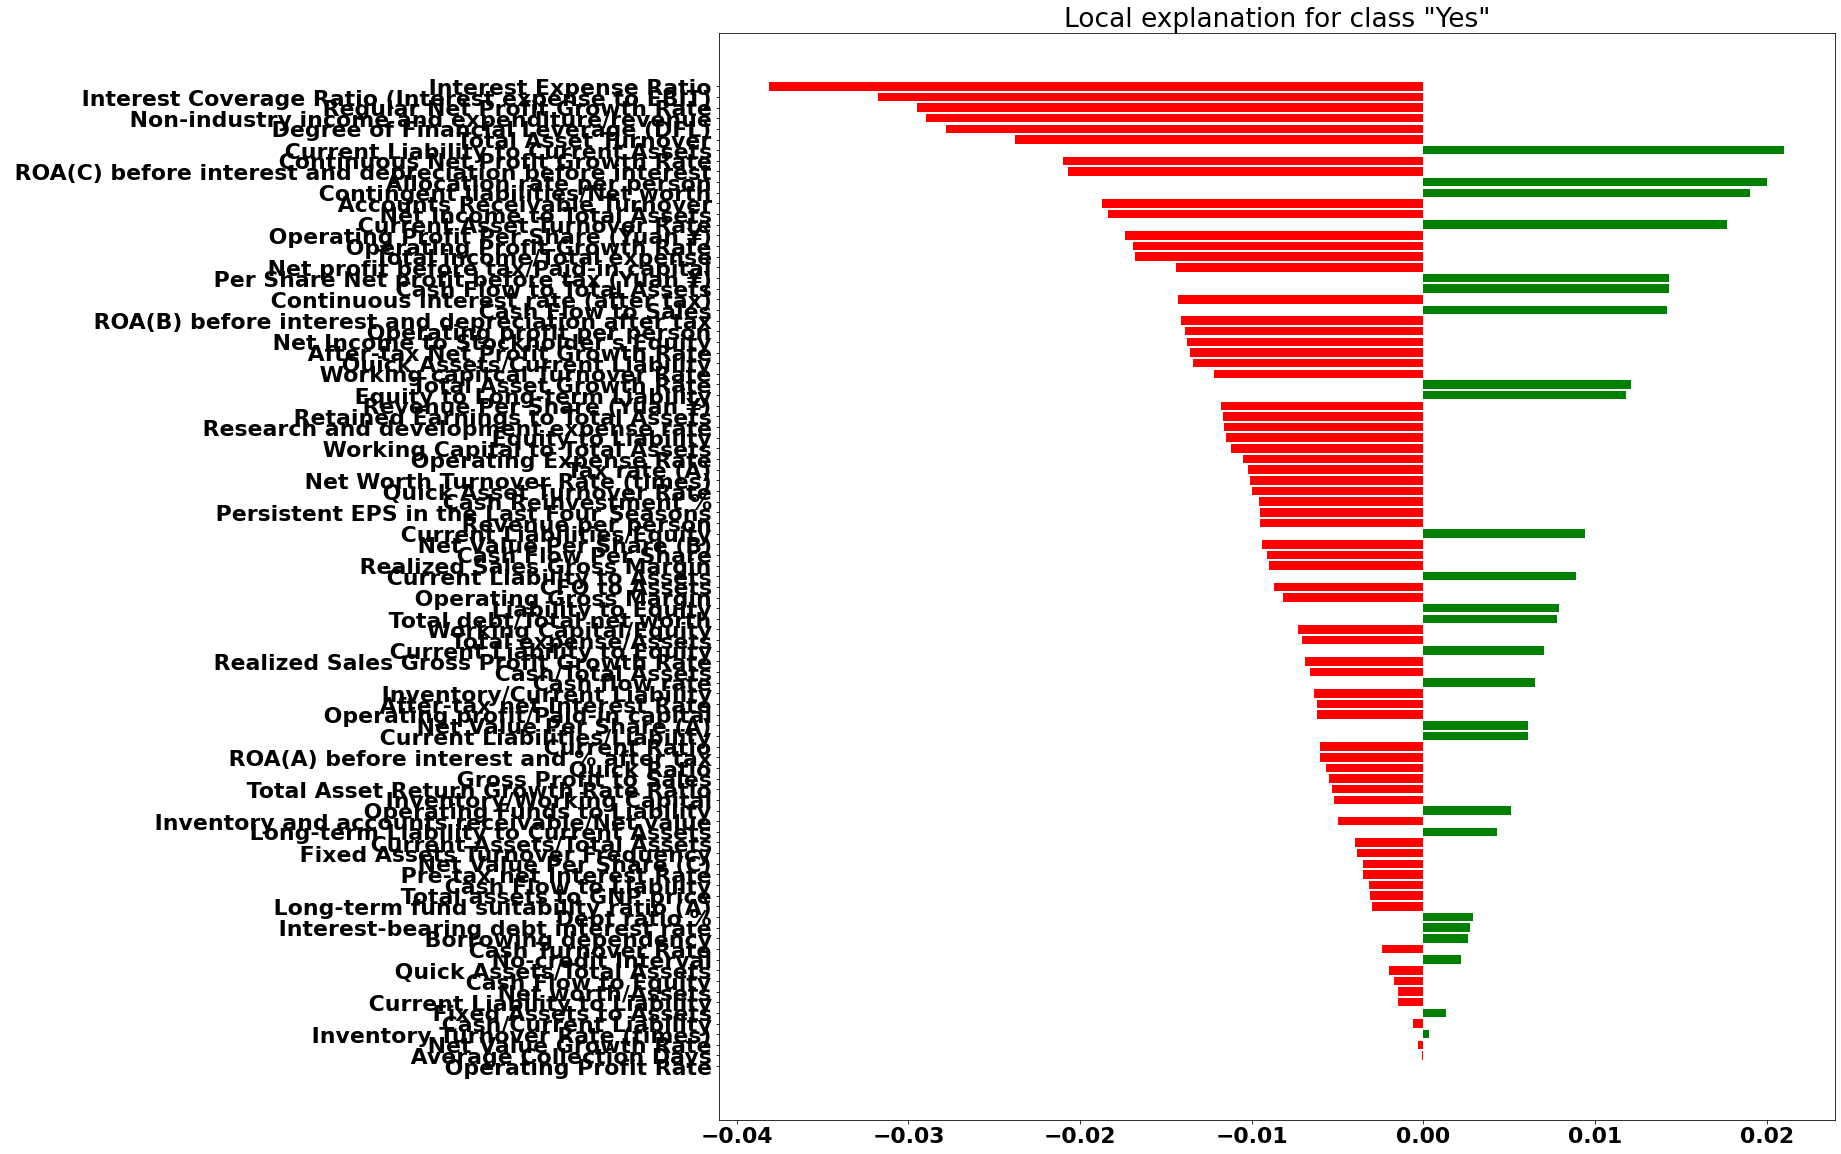 Local explanation for class "Yes"
Interest Expense Ratio
Interest Coverage Ratio (Interest expense to EBIT)
Regular Net Profit Growth Rate
Non-industry income and expenditure/revenue
Degree of Financial Leverage (DFL)
Total Asset Turnover
Current Liability to Current Assets
Continuous Net Profit Growth Rate
ROA(C) before interest and depreciation before interest
Allocation rate per person
Contingent liabilities/Net worth
Accounts Receivable Turnover
Net Income to Total Assets
Current Asset Turnover Rate
Operating Profit Per Share (Yuan ¥)
Operating Profit Growth Rate
Total income/Total expense
Net profit before tax/Paid-in capital
Per Share Net profit before tax (Yuan ¥)
Cash Flow to Total Assets
Continuous interest rate (after tax)
Cash Flow to Sales
ROA(B) before interest and depreciation after tax
Operating profit per person
Net Income to Stockholder's Equity
After-tax Net Profit Growth Rate
Quick Assets/Current Liability
Working capitcal Turnover Rate
Total Asset Growth Rate
Equity to Long-term Liability
Revenue Per Share (Yuan ¥)
Retained Earnings to Total Assets
Research and development expense rate
Equity to Liability
Working Capital to Total Assets
Operating Expense Rate
Tax rate (A)
Net Worth Turnover Rate (times)
Quick Asset Turnover Rate
Cash Reinvestment %
Persistent EPS in the Last Four Seasons
Revenue per person
Current Liabilities/Equity
Net Value Per Share (B)
Cash Flow Per Share
Realized Sales Gross Margin
Current Liability to Assets
CFO to Assets
Operating Gross Margin
Liability to Equity
Total debt/Total net worth
Working Capital/Equity
Total expense/Assets
Current Liability to Equity
Realized Sales Gross Profit Growth Rate
Cash/Total Assets
Cash flow rate
Inventory/Current Liability
After-tax net Interest Rate
Operating profit/Paid-in capital
Net Value Per Share (A)
Current Liabilities/Liability
Current Ratio
ROA(A) before interest and % after tax
Quick Ratio
Gross Profit to Sales
Total Asset Return Growth Rate Ratio
Inventory/Working Capital
Operating Funds to Liability
Inventory and accounts receivable/Net value
Long-term Liability to Current Assets
Current Assets/Total Assets
Fixed Assets Turnover Frequency
Net Value Per Share (C)
Pre-tax net Interest Rate
Cash Flow to Liability
Total assets to GNP price
Long-term fund suitability ratio (A)
Debt ratio %
Interest-bearing debt interest rate
Borrowing dependency
Cash Turnover Rate
No-credit Interval
Quick Assets/Total Assets
Cash Flow to Equity
Net worth/Assets
Current Liability to Liability
Fixed Assets to Assets
Cash/Current Liability
Inventory Turnover Rate (times)
Net Value Growth Rate
Average Collection Days
Operating Profit Rate
−0.04 −0.03 −0.02 −0.01 0.00 0.01 0.02